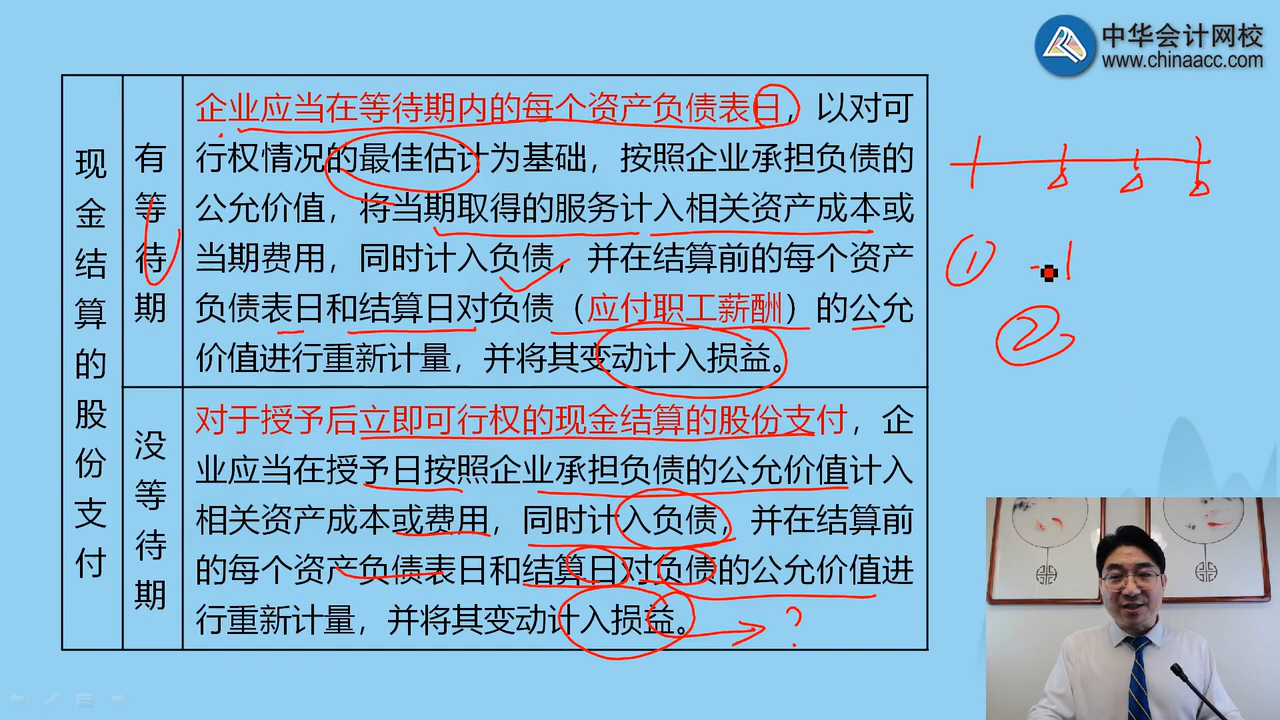 中华会计网校
www.chinaacc.com
现金结算的股份支付
有等待期
企业应当在等待期内的每个资产负债表日，以对可
行权情况的最佳估计为基础，按照企业承担负债的
公允价值，将当期取得的服务计入相关资产成本或
当期费用，同时计入负债，并在结算前的每个资产
负债表日和结算日对负债（应付职工薪酬）的公允
价值进行重新计量，并将其变动计入损益。
没等待期
对于授予后立即可行权的现金结算的股份支付，企
业应当在授予日按照企业承担负债的公允价值计入
相关资产成本或费用，同时计入负债，并在结算前
的每个资产负债表日和结算日对负债的公允价值进
行重新计量，并将其变动计入损益。
?
① -1
②